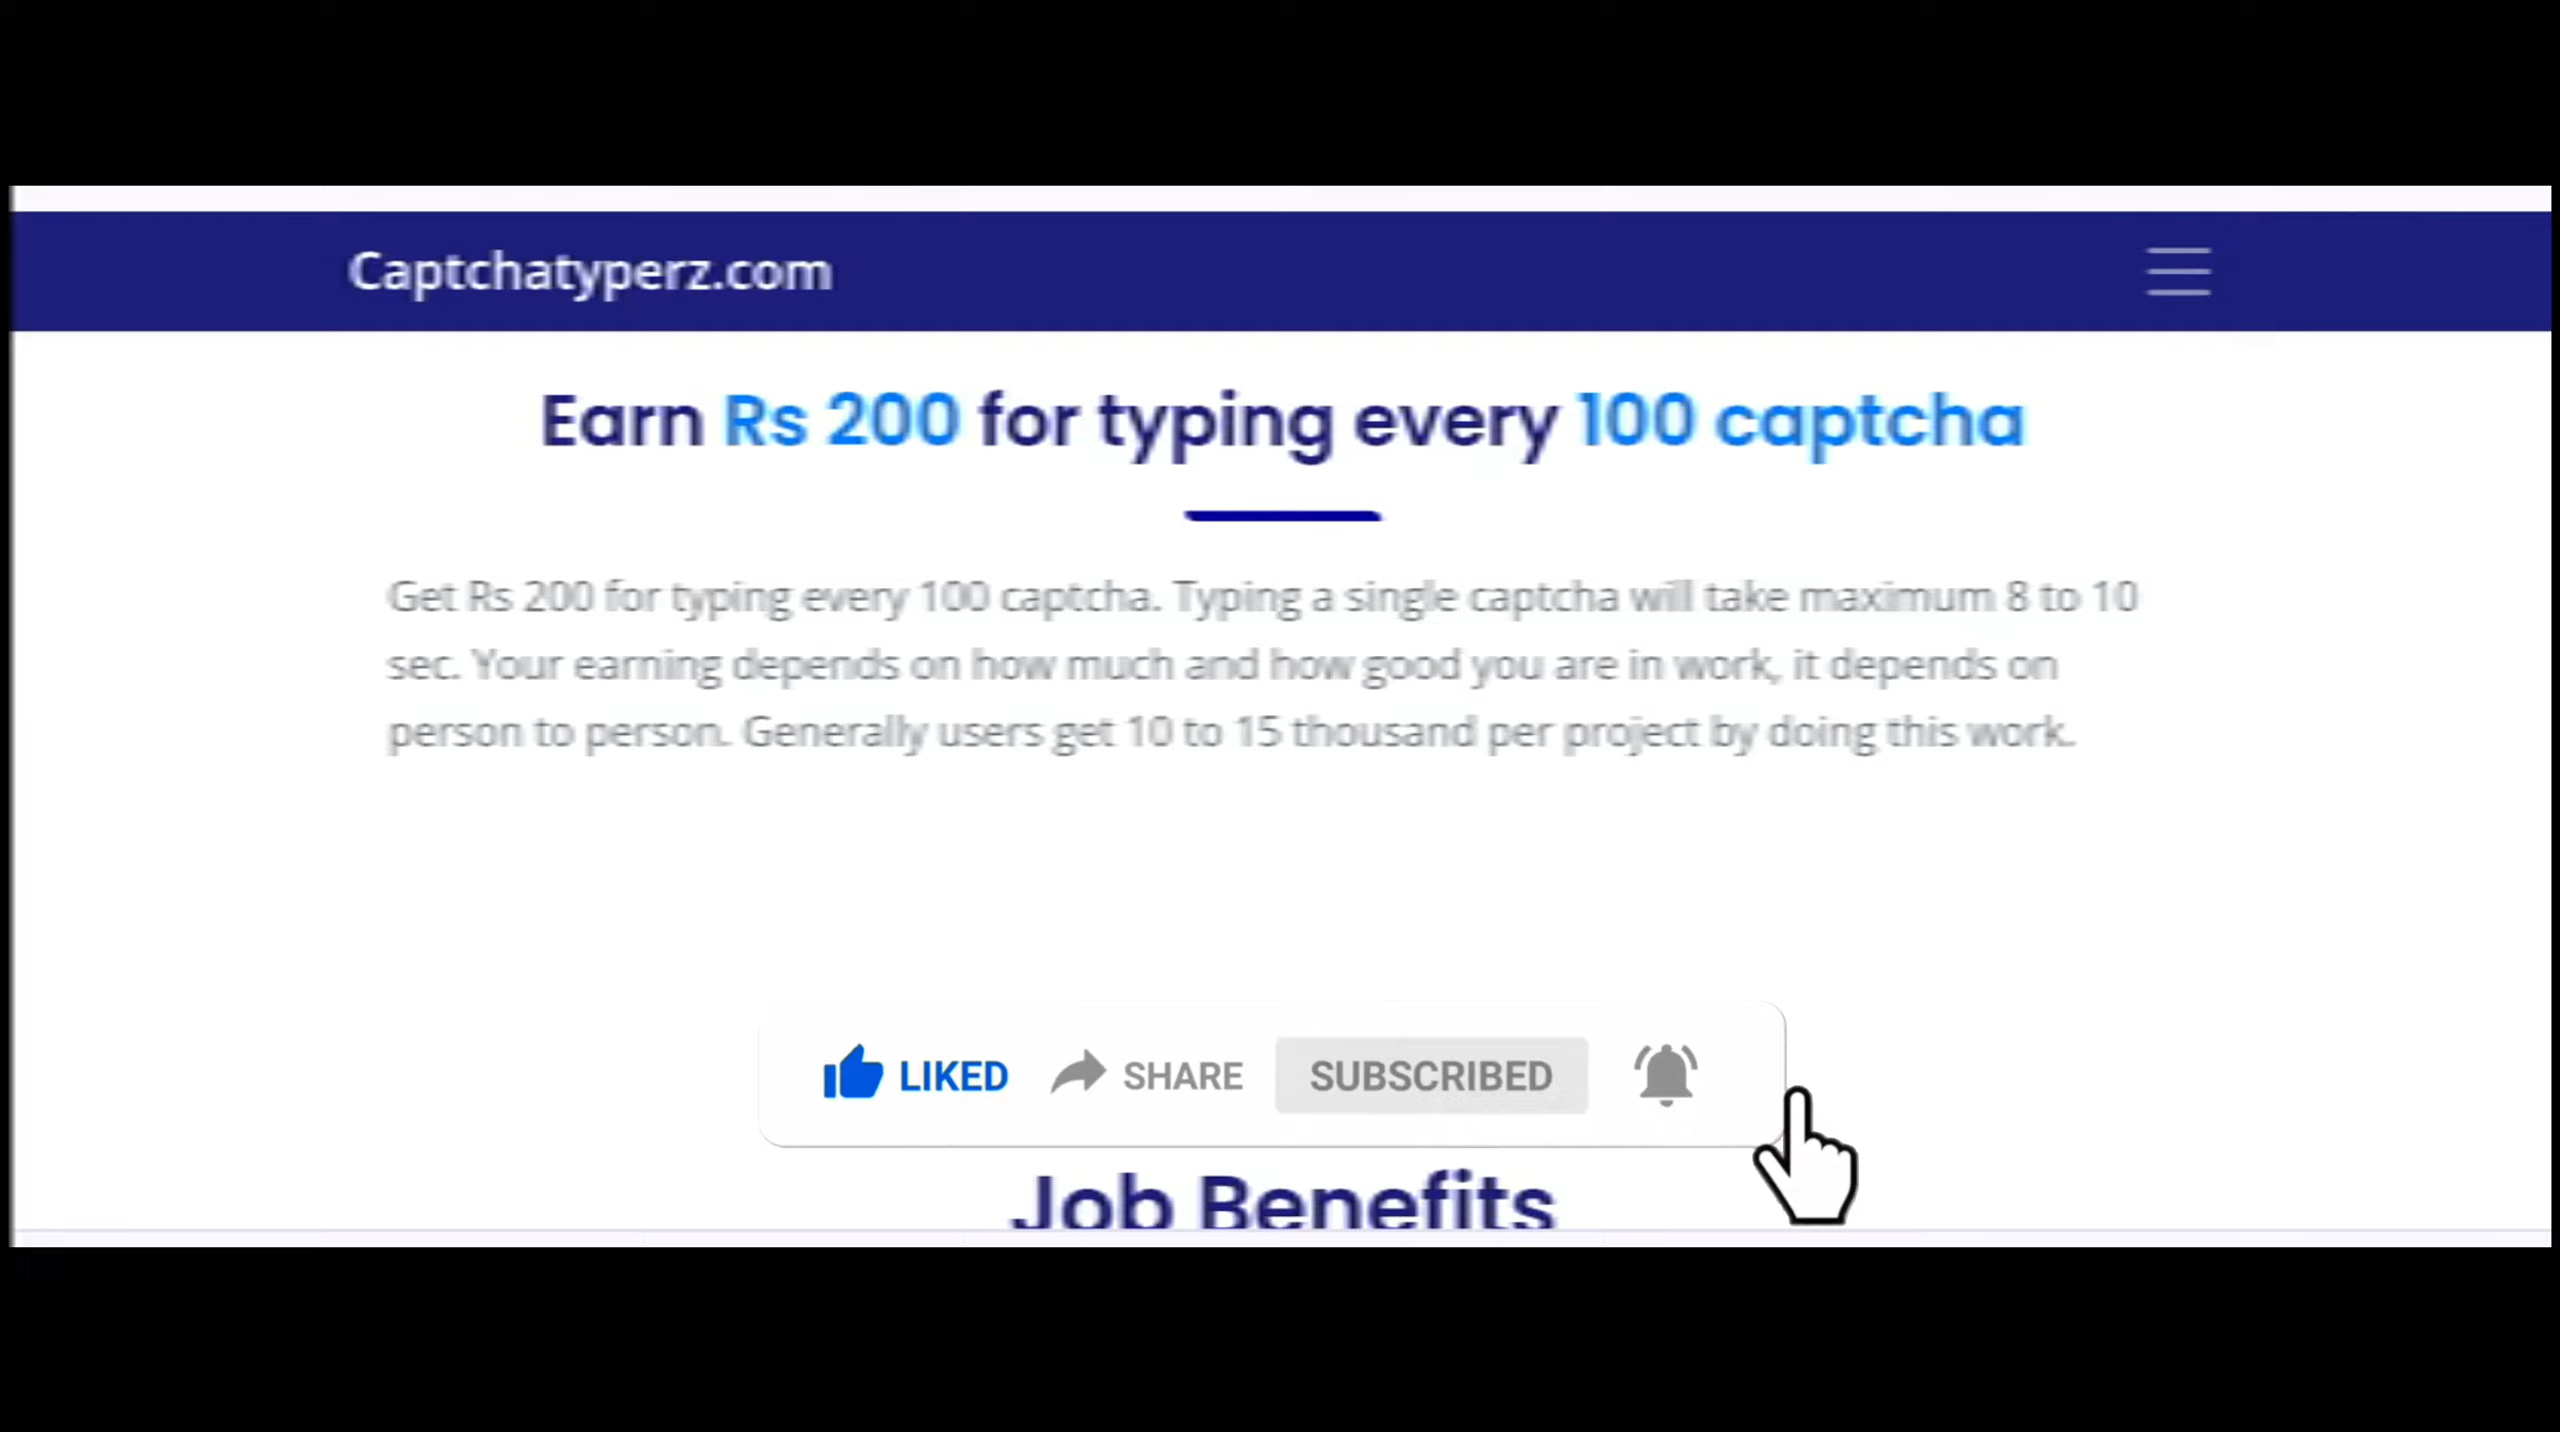 Captchatyperz.com
Earn Rs 200 for typing every 100 captcha
Get Rs 200 for typing every 100 captcha. Typing a single captcha will take maximum 8 to 10
sec. Your earning depends on how much and how good you are in work, it depends on
person to person. Generally users get 10 to 15 thousand per project by doing this work.
LIKED SHARE SUBSCRIBED
Job Benefits